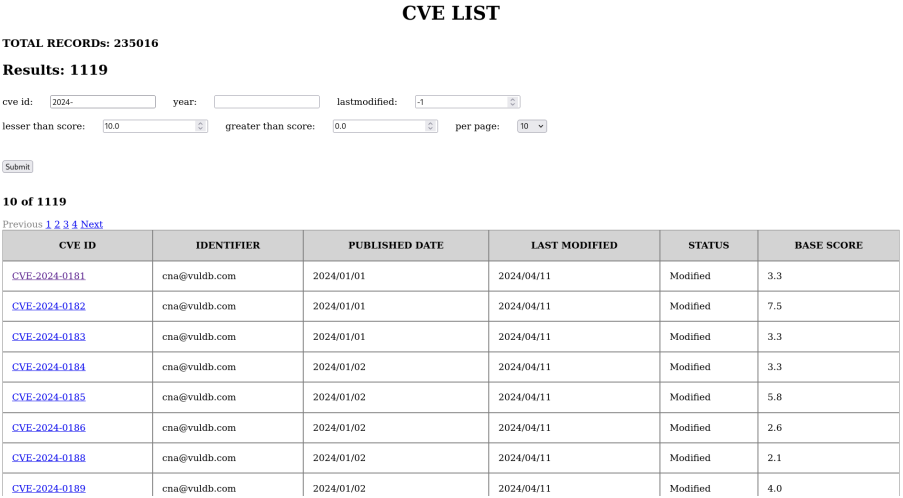 CVE LIST
TOTAL RECORDs: 235016
Results: 1119
cve id: 2024- year: lastmodified: -1
lesser than score: 10.0 greater than score: 0.0 per page: 10
Submit
10 of 1119
Previous 1 2 3 4 Next
CVE ID IDENTIFIER PUBLISHED DATE LAST MODIFIED STATUS BASE SCORE
CVE-2024-0181 cna@vuldb.com 2024/01/01 2024/04/11 Modified 3.3
CVE-2024-0182 cna@vuldb.com 2024/01/01 2024/04/11 Modified 7.5
CVE-2024-0183 cna@vuldb.com 2024/01/01 2024/04/11 Modified 3.3
CVE-2024-0184 cna@vuldb.com 2024/01/02 2024/04/11 Modified 3.3
CVE-2024-0185 cna@vuldb.com 2024/01/02 2024/04/11 Modified 5.8
CVE-2024-0186 cna@vuldb.com 2024/01/02 2024/04/11 Modified 2.6
CVE-2024-0188 cna@vuldb.com 2024/01/02 2024/04/11 Modified 2.1
CVE-2024-0189 cna@vuldb.com 2024/01/02 2024/04/11 Modified 4.0